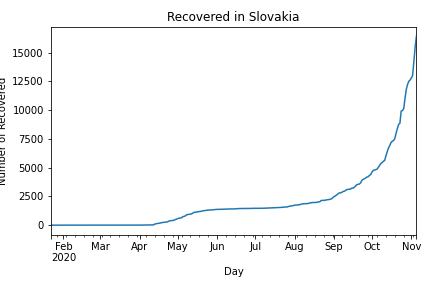 Recovered in Slovakia
Number of Recovered
15000
12500
10000
7500
5000
2500
0
Feb Mar Apr May Jun Jul Aug Sep Oct Nov
2020
Day